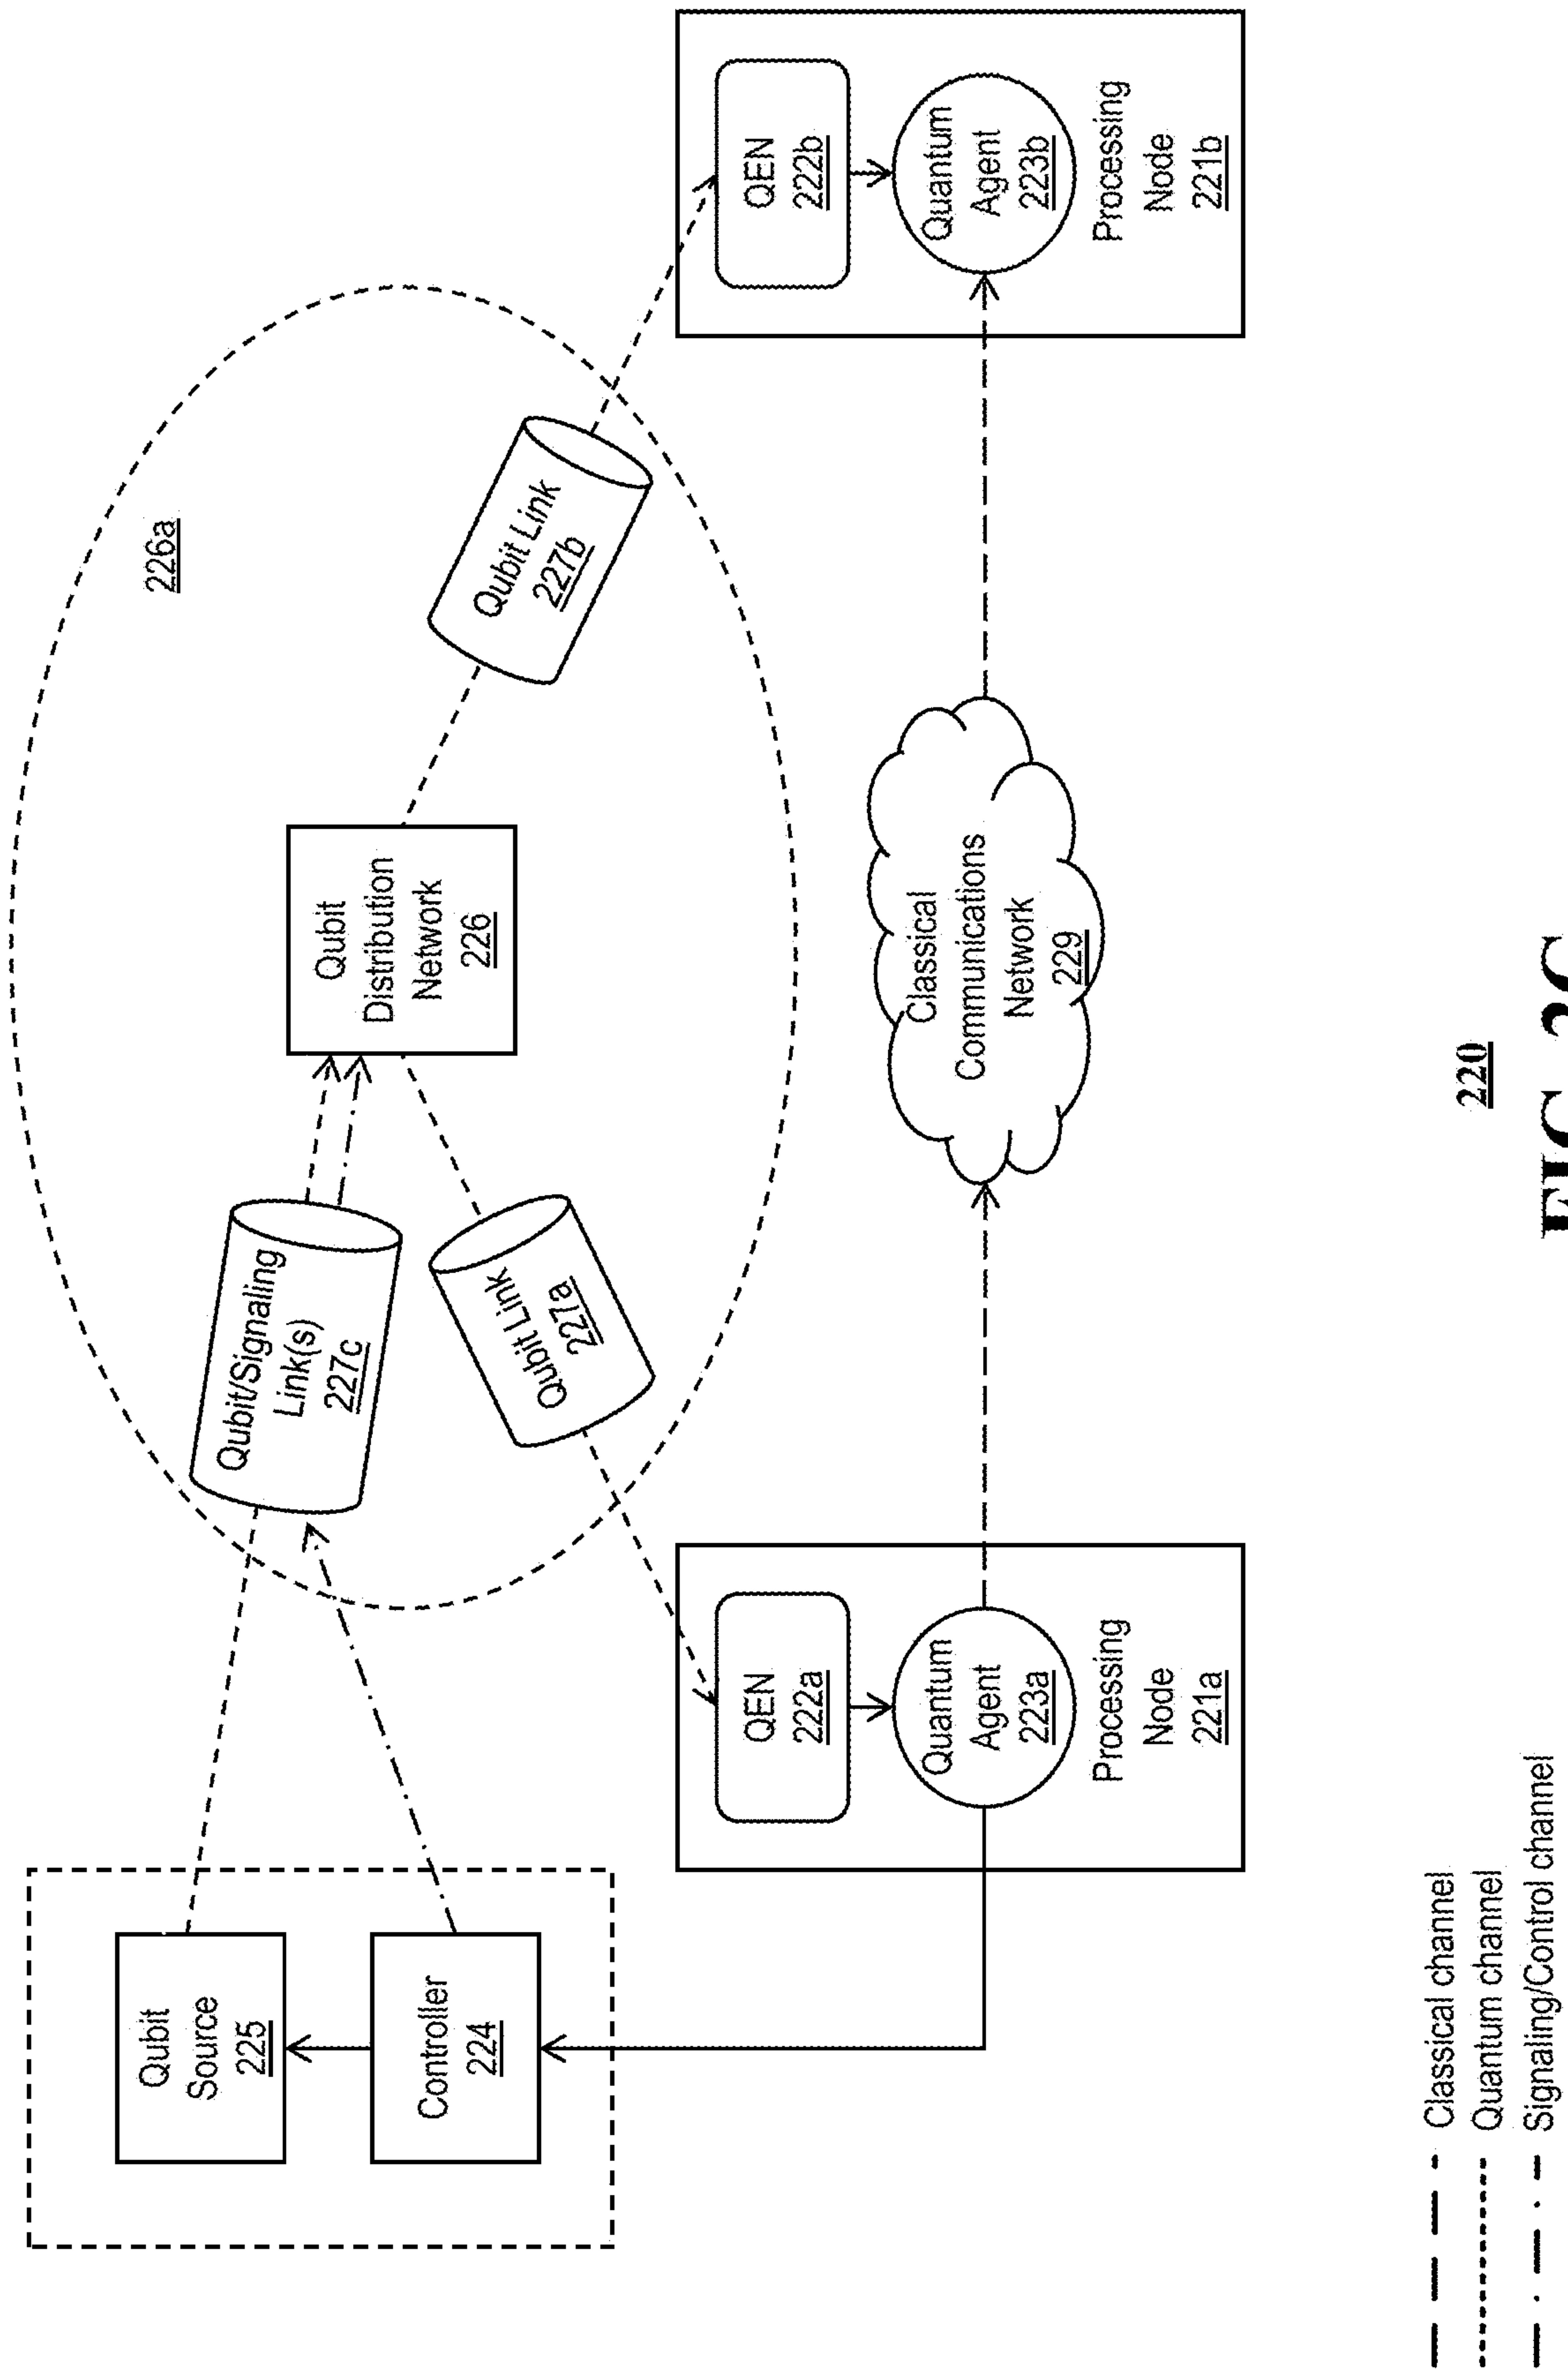 Qubit
Source
225
Controller
224
Qubit/Signaling
Link(s)
227c
Qubit Link
227a
Qubit
Distribution
Network
226
226a
Qubit Link
227b
QEN
222a
Quantum
Agent
223a
Processing
Node
221a
Classical
Communications
Network
229
QEN
222b
Quantum
Agent
223b
Processing
Node
221b
Classical channel
Quantum channel
Signaling/Control channel
220
FIG. 2C